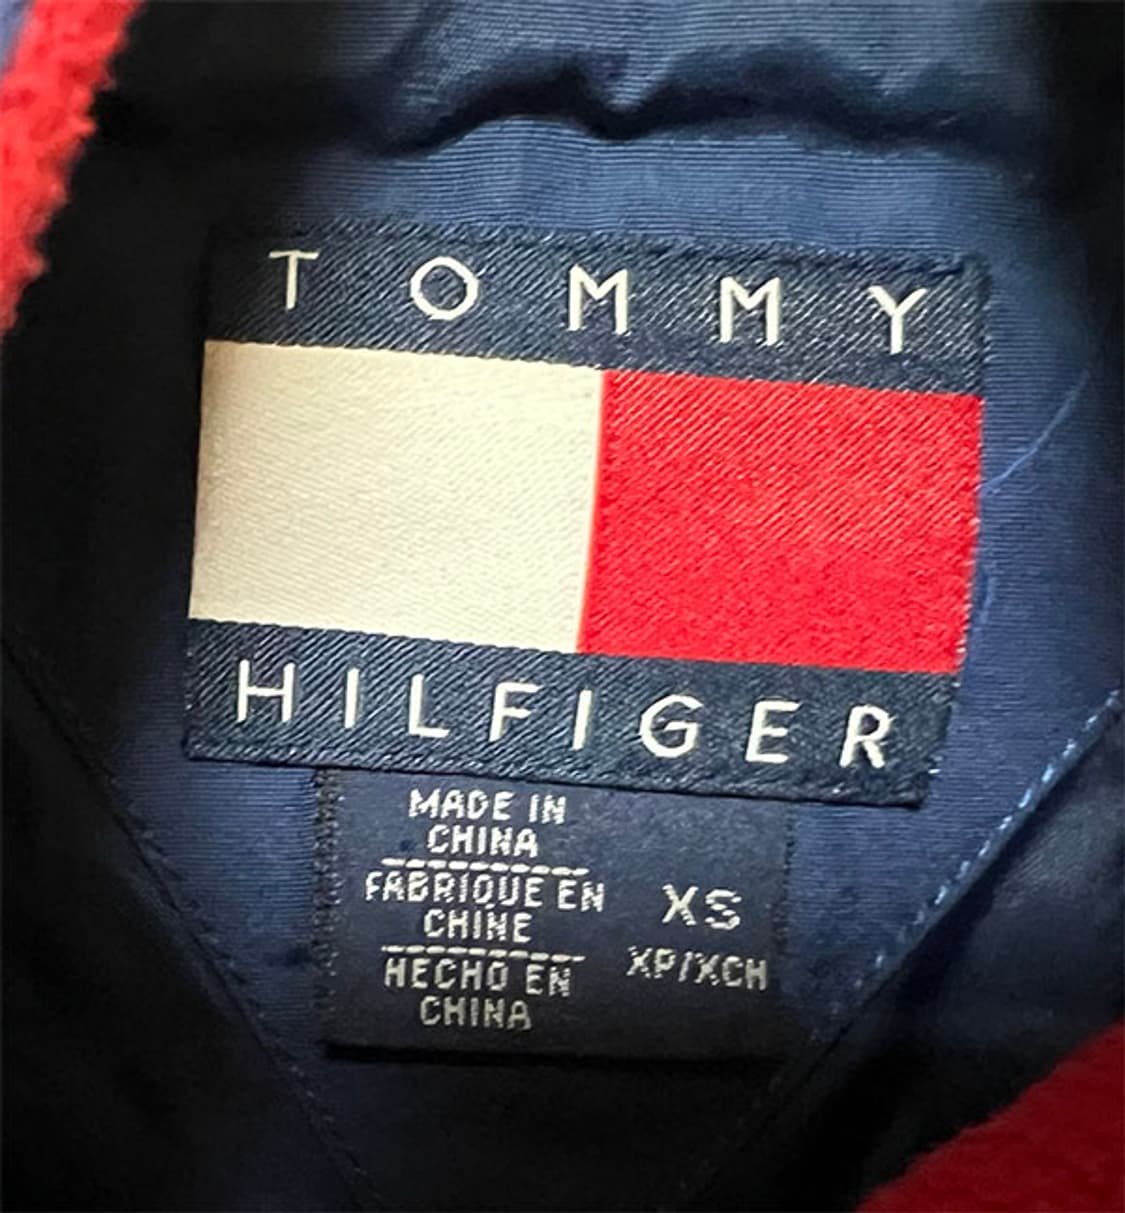 TOMMY
HILFIGER
MADE IN
CHINA
FABRIQUE EN
CHINE
HECHO EN
CHINA
XS
XP/XCH